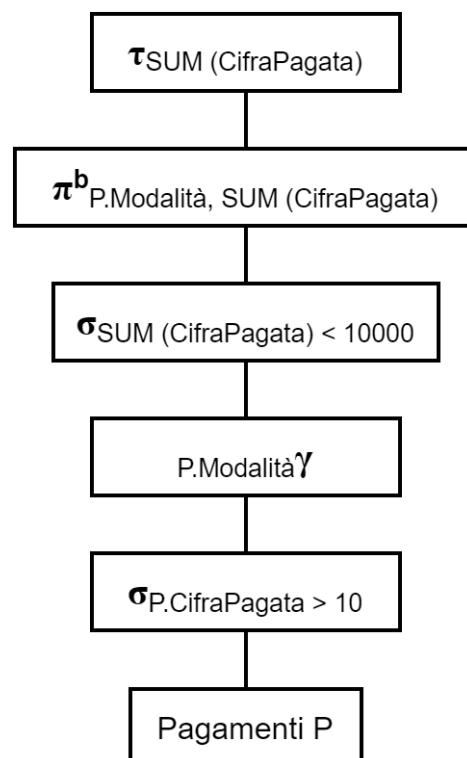 τSUM (CifraPagata)
πbP.Modalità, SUM (CifraPagata)
σSUM (CifraPagata) < 10000
P.Modalitàγ
σP.CifraPagata > 10
Pagamenti P